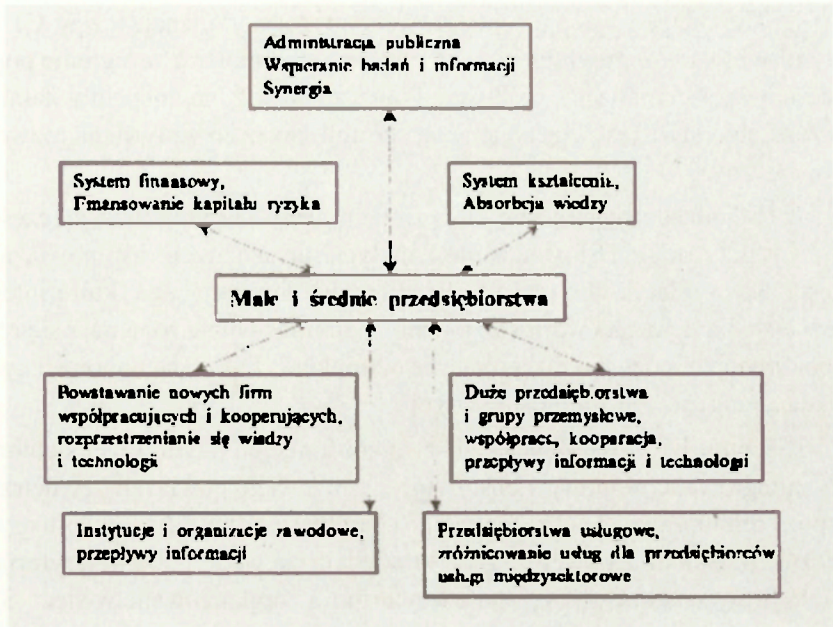 Administracja publiczna
Wspieranie badań i informacji
Synergia
System finansowy,
Finansowanie kapitału ryzyka
System kształcenia,
Absorbcja wiedzy
Małe i średnie przedsiębiorstwa
Powstawanie nowych firm
współpracujących i kooperujących,
rozprzestrzenianie się wiedzy
i technologii
Duże przedsiębiorstwa
i grupy przemysłowe,
współpraca, kooperacja,
przepływy informacji i technologii
Instytucje i organizacje zawodowe,
przepływy informacji
Przedsiębiorstwa usługowe,
zróżnicowanie usług dla przedsiębiorców
usługi międzysektorowe